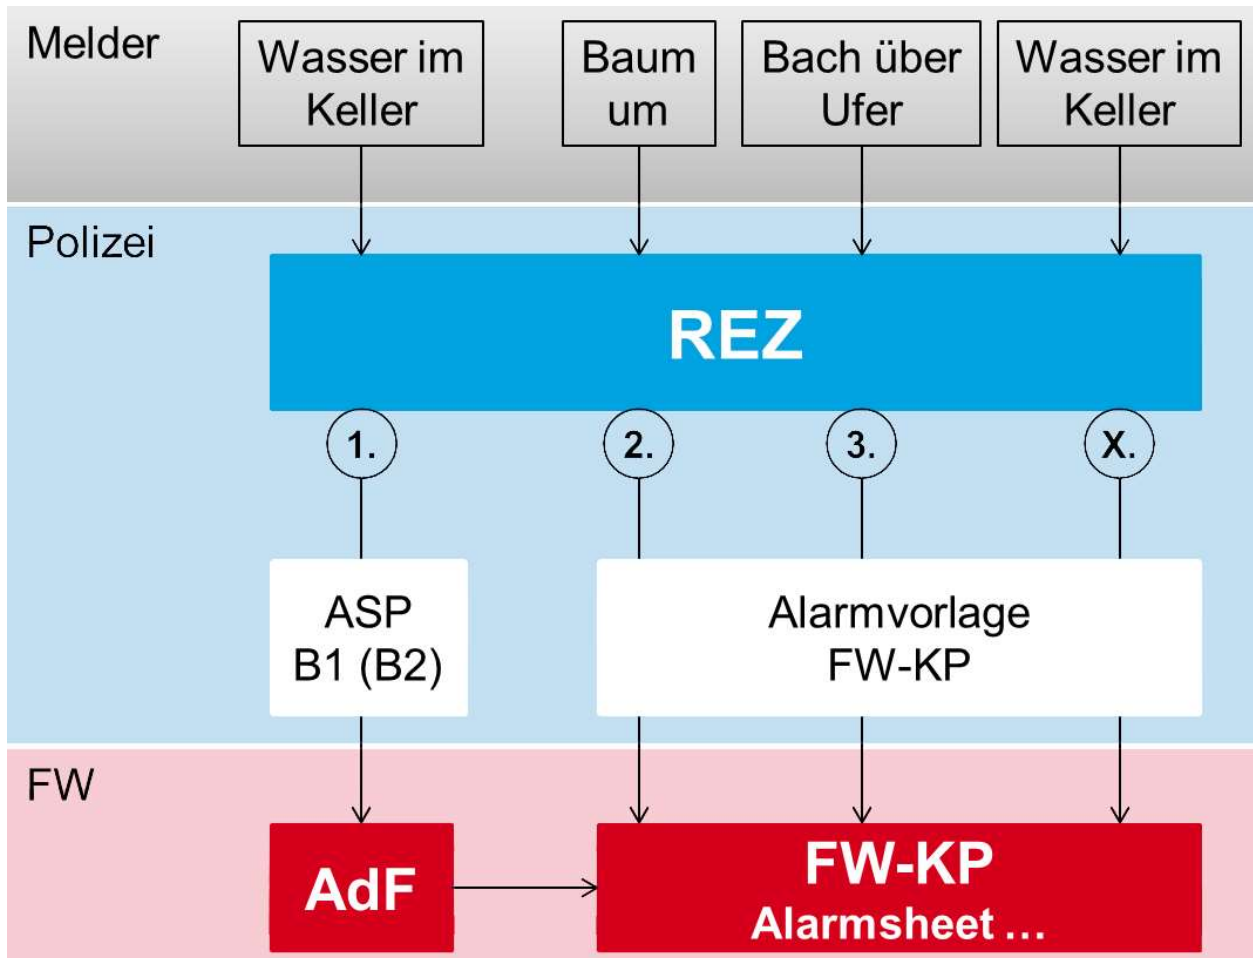 Melder
Wasser im
Keller
Baum
um
Bach über
Ufer
Wasser im
Keller
Polizei
REZ
1.
2.
3.
X.
ASP
B1 (B2)
Alarmvorlage
FW-KP
FW
AdF
FW-KP
Alarmsheet ...